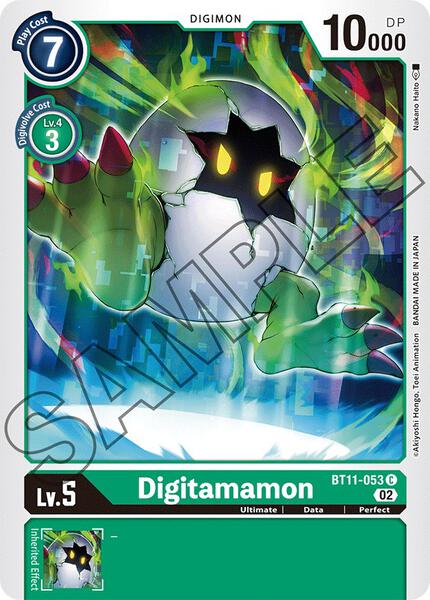 Play Cost
7
DIGIMON
10000
DP
Digivolve Cost
Lv.4
3
Nakano Haito
SAMPLE
©Akiyoshi Hongo, Toei Animation BANDAI MADE IN JAPAN
Lv.5
Digitamamon
BT11-053 C
02
Ultimate | Data | Perfect
Inherited Effect
–